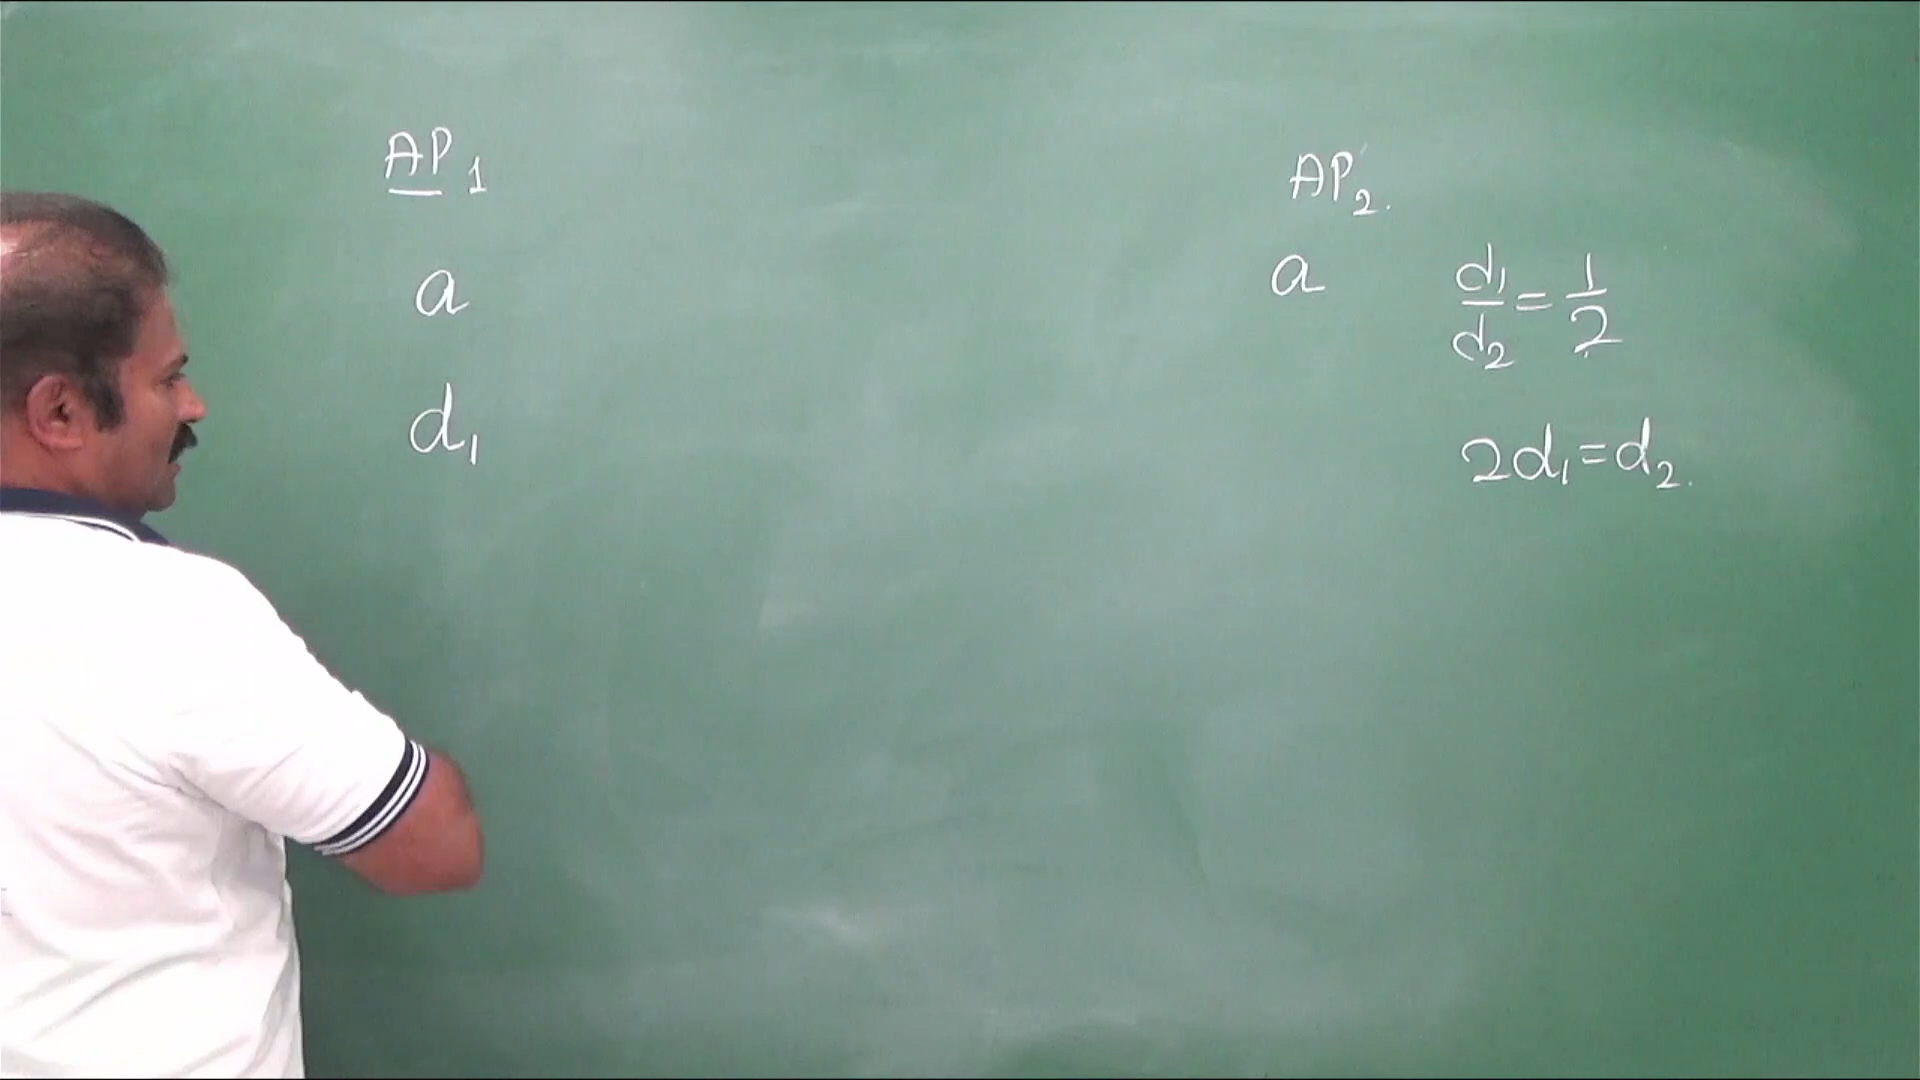 AP₁
a
d₁
AP₂.
a
d₁/d₂ = 1/2
2d₁ = d₂.